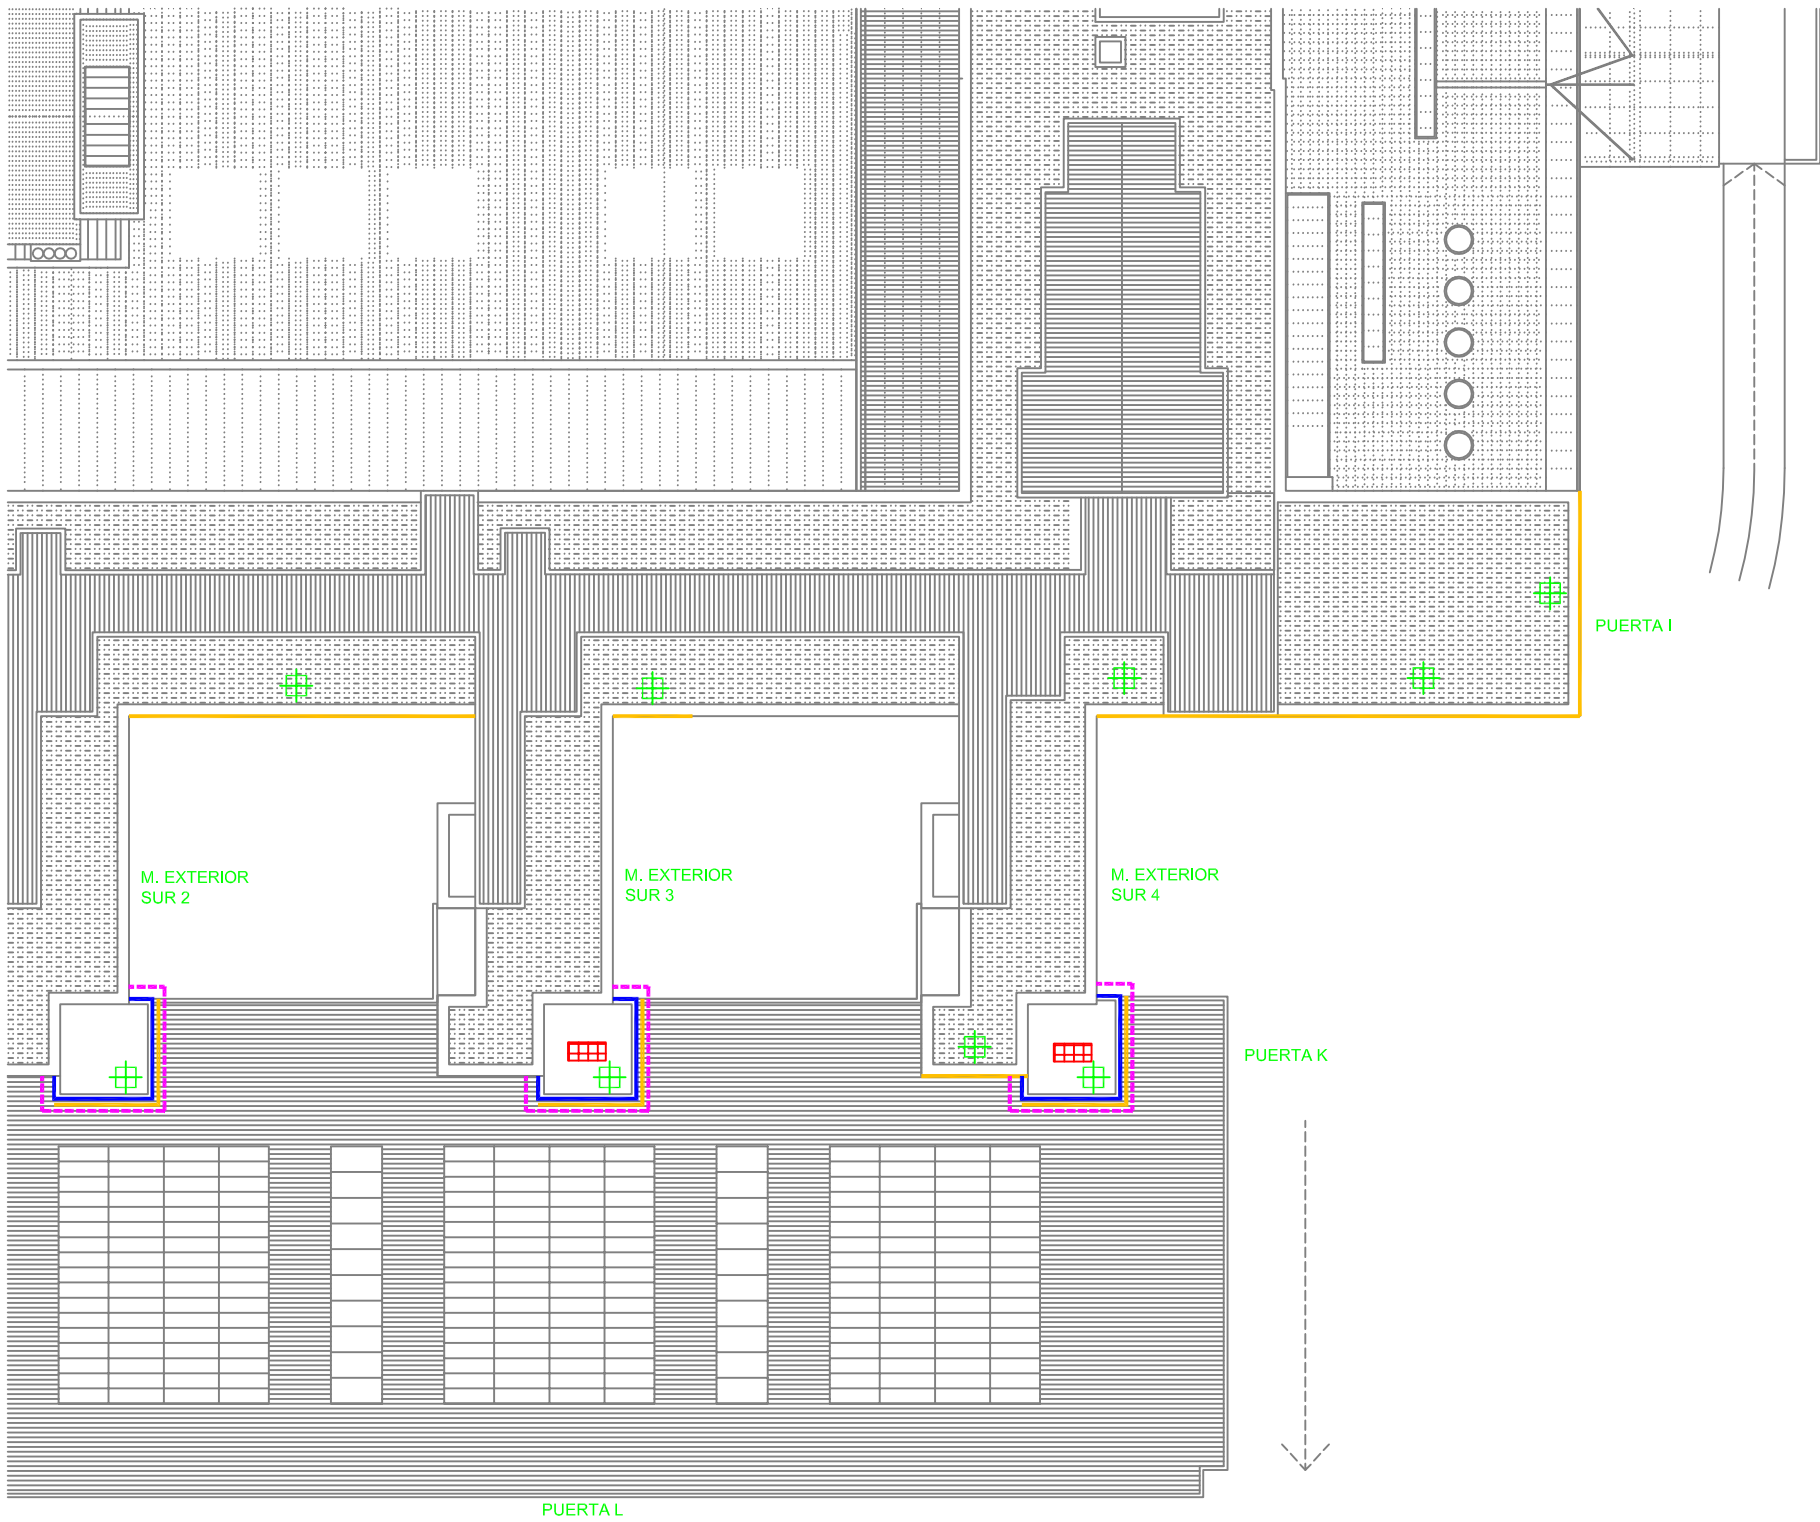 PUERTA I
M. EXTERIOR
SUR 2
M. EXTERIOR
SUR 3
M. EXTERIOR
SUR 4
PUERTA K
PUERTA L